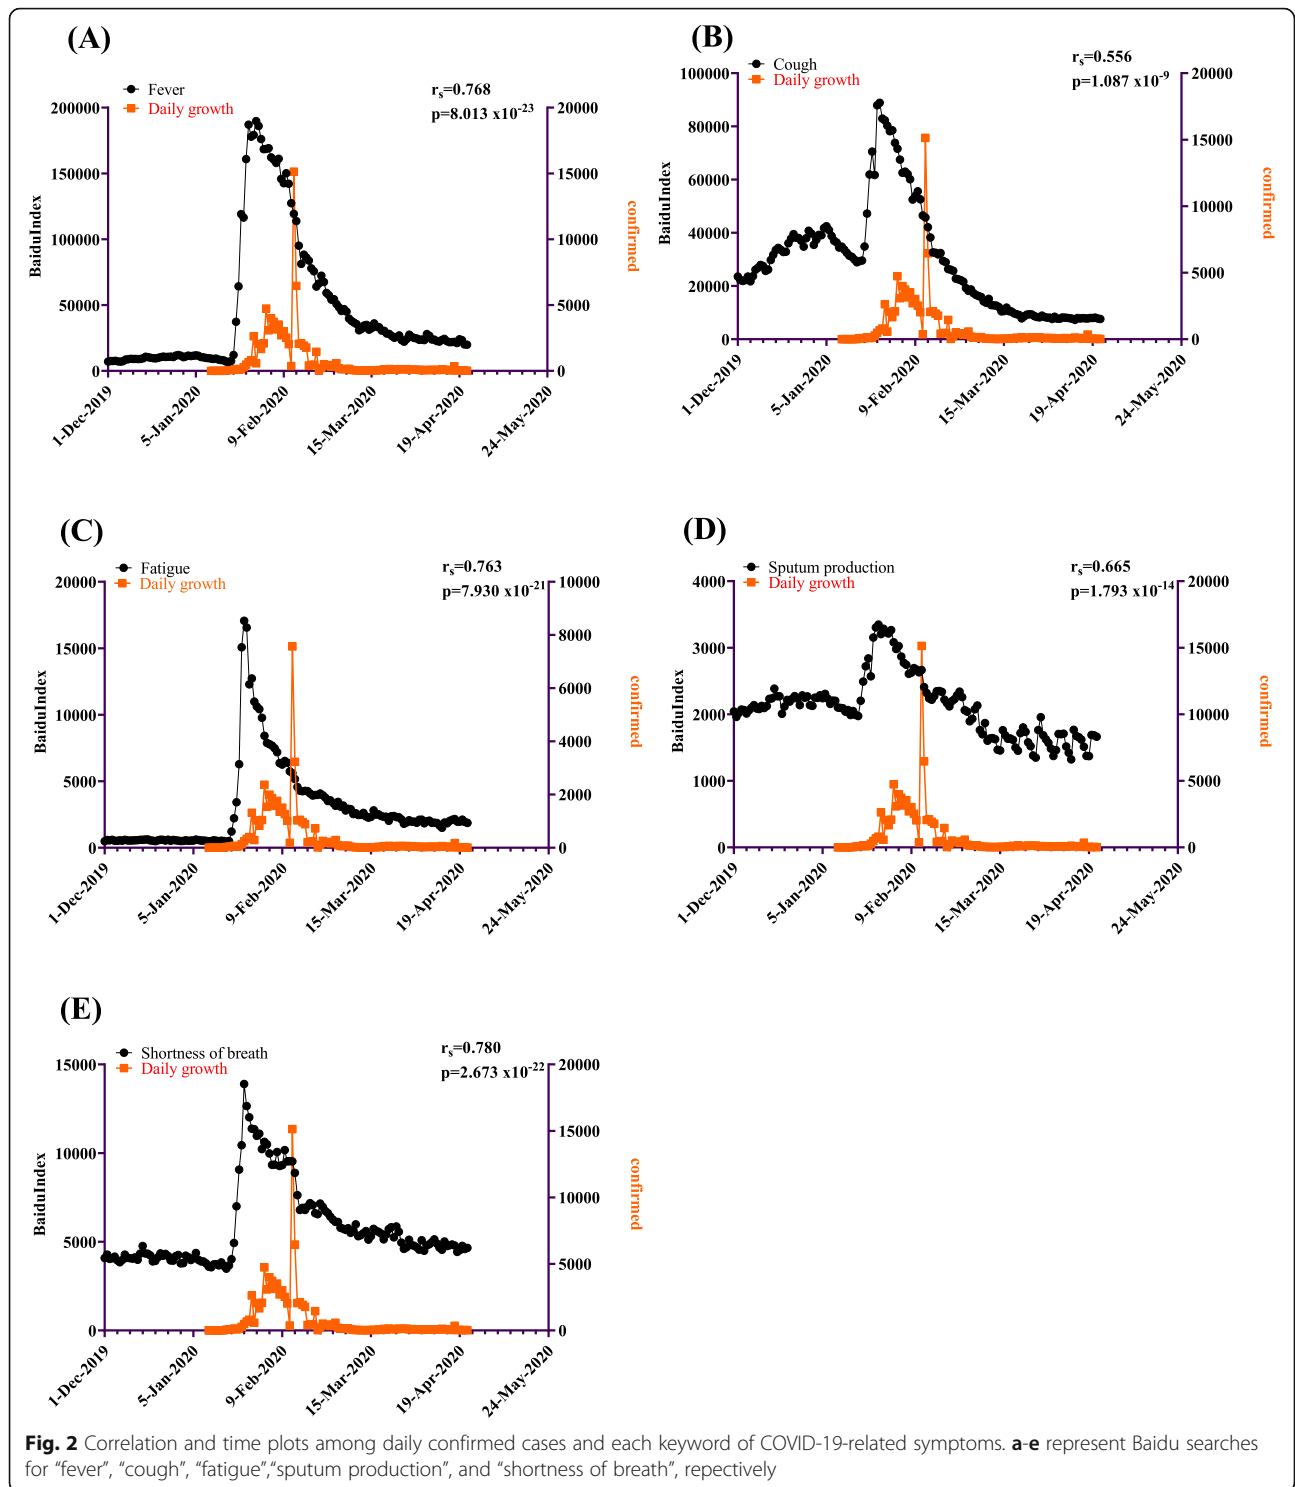 (A)
Fever
Daily growth
rs=0.768
p=8.013 x10-23
200000
150000
100000
50000
0
BaiduIndex
20000
15000
10000
5000
0
confirmed
1-Dec-2019
5-Jan-2020
9-Feb-2020
15-Mar-2020
19-Apr-2020
24-May-2020
(B)
Cough
Daily growth
rs=0.556
p=1.087 x10-9
100000
80000
60000
40000
20000
0
BaiduIndex
20000
15000
10000
5000
0
confirmed
1-Dec-2019
5-Jan-2020
9-Feb-2020
15-Mar-2020
19-Apr-2020
24-May-2020
(C)
Fatigue
Daily growth
rs=0.763
p=7.930 x10-21
20000
15000
10000
5000
0
BaiduIndex
10000
8000
6000
4000
2000
0
confirmed
1-Dec-2019
5-Jan-2020
9-Feb-2020
15-Mar-2020
19-Apr-2020
24-May-2020
(D)
Sputum production
Daily growth
rs=0.665
p=1.793 x10-14
4000
3000
2000
1000
0
BaiduIndex
20000
15000
10000
5000
0
confirmed
1-Dec-2019
5-Jan-2020
9-Feb-2020
15-Mar-2020
19-Apr-2020
24-May-2020
(E)
Shortness of breath
Daily growth
rs=0.780
p=2.673 x10-22
15000
10000
5000
0
BaiduIndex
20000
15000
10000
5000
0
confirmed
1-Dec-2019
5-Jan-2020
9-Feb-2020
15-Mar-2020
19-Apr-2020
24-May-2020
Fig. 2 Correlation and time plots among daily confirmed cases and each keyword of COVID-19-related symptoms. a-e represent Baidu searches
for “fever”, “cough”, “fatigue”,“sputum production”, and “shortness of breath”, repectively